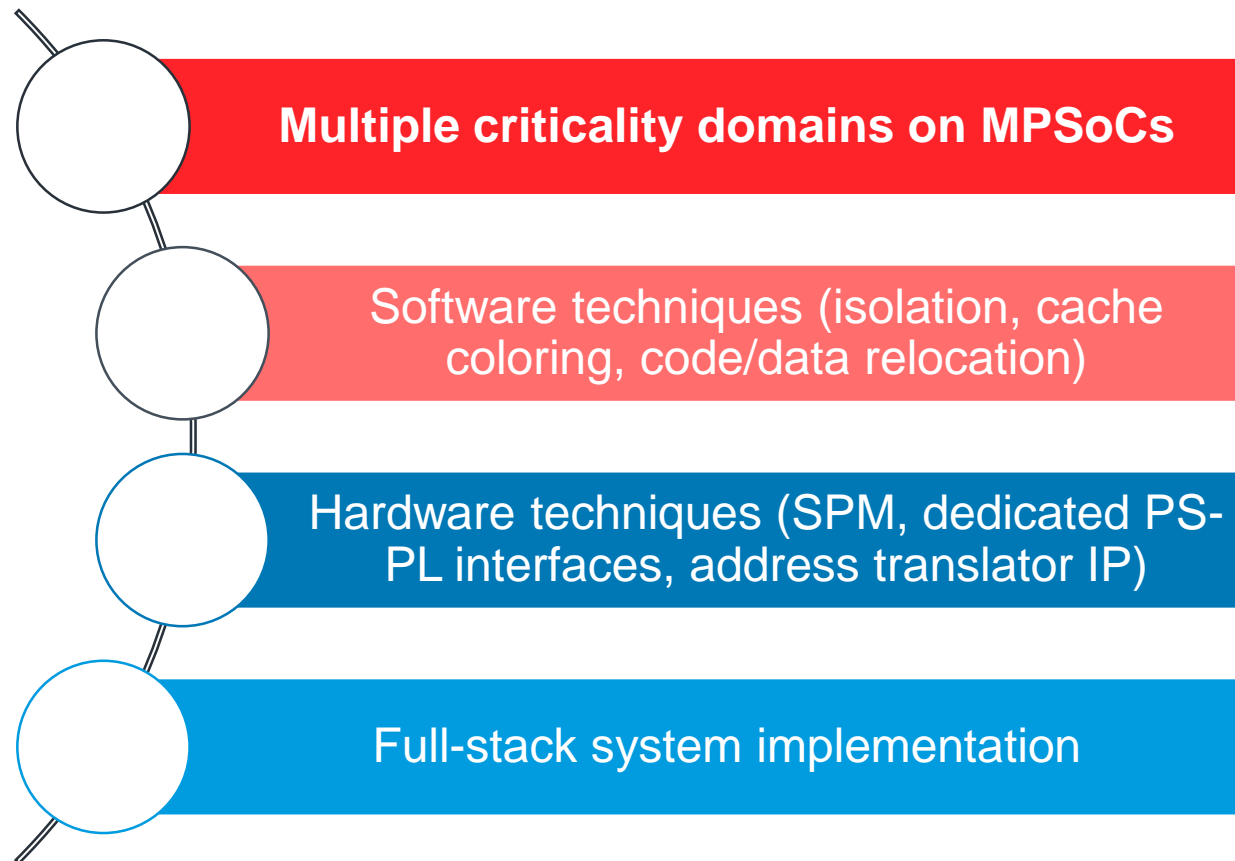 Multiple criticality domains on MPSoCs
Software techniques (isolation, cache
coloring, code/data relocation)
Hardware techniques (SPM, dedicated PS-
PL interfaces, address translator IP)
Full-stack system implementation